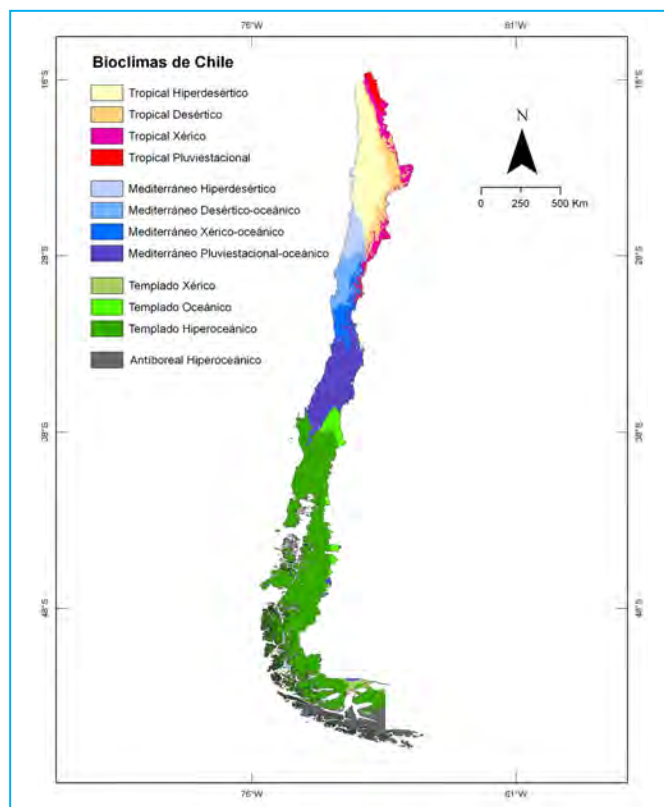 76°W 61°W
Bioclimas de Chile
Tropical Hiperdesértico
Tropical Desértico
Tropical Xérico
Tropical Pluviestacional
Mediterráneo Hiperdesértico
Mediterráneo Desértico-oceánico
Mediterráneo Xérico-oceánico
Mediterráneo Pluviestacional-oceánico
Templado Xérico
Templado Oceánico
Templado Hiperoceánico
Antiboreal Hiperoceánico
N
0 250 500 Km
18°S 18°S
28°S 28°S
38°S 38°S
48°S 48°S
76°W 61°W